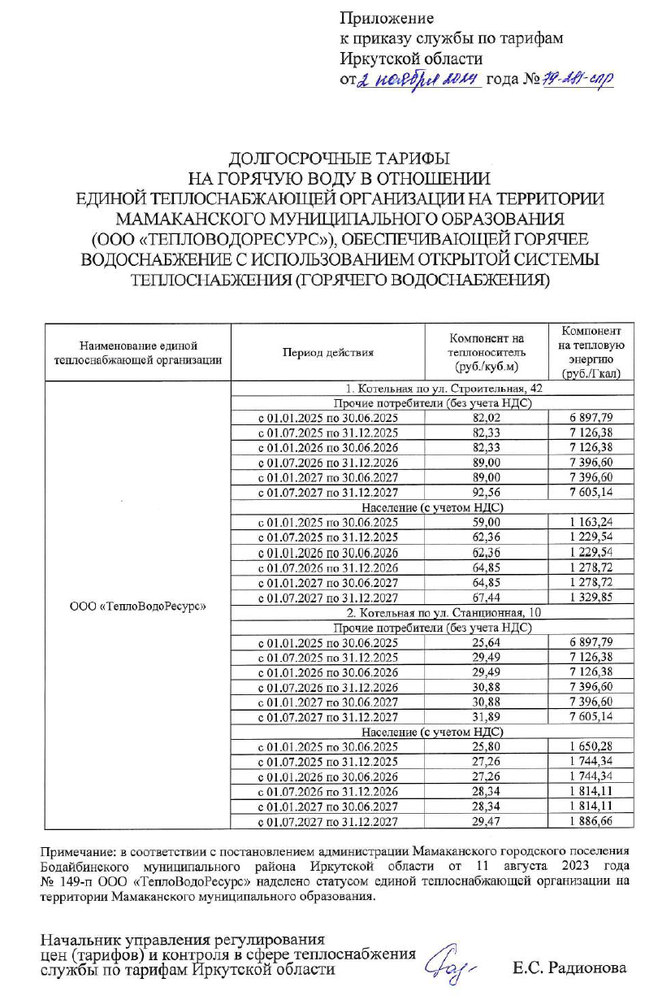 Приложение
к приказу службы по тарифам
Иркутской области
от 2 ноября 2024 года № 79-281-спр
ДОЛГОСРОЧНЫЕ ТАРИФЫ
НА ГОРЯЧУЮ ВОДУ В ОТНОШЕНИИ
ЕДИНОЙ ТЕПЛОСНАБЖАЮЩЕЙ ОРГАНИЗАЦИИ НА ТЕРРИТОРИИ
МАМАКАНСКОГО МУНИЦИПАЛЬНОГО ОБРАЗОВАНИЯ
(ООО «ТЕПЛОВОДОРЕСУРС»), ОБЕСПЕЧИВАЮЩЕЙ ГОРЯЧЕЕ
ВОДОСНАБЖЕНИЕ С ИСПОЛЬЗОВАНИЕМ ОТКРЫТОЙ СИСТЕМЫ
ТЕПЛОСНАБЖЕНИЯ (ГОРЯЧЕГО ВОДОСНАБЖЕНИЯ)
Наименование единой
теплоснабжающей организации
Период действия
Компонент на
теплоноситель
(руб./куб.м)
Компонент
на тепловую
энергию
(руб./Гкал)
ООО «ТеплоВодоРесурс»
1. Котельная по ул. Строительная, 42
Прочие потребители (без учета НДС)
с 01.01.2025 по 30.06.2025 82,02 6 897,79
с 01.07.2025 по 31.12.2025 82,33 7 126,38
с 01.01.2026 по 30.06.2026 82,33 7 126,38
с 01.07.2026 по 31.12.2026 89,00 7 396,60
с 01.01.2027 по 30.06.2027 89,00 7 396,60
с 01.07.2027 по 31.12.2027 92,56 7 605,14
Население (с учетом НДС)
с 01.01.2025 по 30.06.2025 59,00 1 163,24
с 01.07.2025 по 31.12.2025 62,36 1 229,54
с 01.01.2026 по 30.06.2026 62,36 1 229,54
с 01.07.2026 по 31.12.2026 64,85 1 278,72
с 01.01.2027 по 30.06.2027 64,85 1 278,72
с 01.07.2027 по 31.12.2027 67,44 1 329,85
2. Котельная по ул. Станционная, 10
Прочие потребители (без учета НДС)
с 01.01.2025 по 30.06.2025 25,64 6 897,79
с 01.07.2025 по 31.12.2025 29,49 7 126,38
с 01.01.2026 по 30.06.2026 29,49 7 126,38
с 01.07.2026 по 31.12.2026 30,88 7 396,60
с 01.01.2027 по 30.06.2027 30,88 7 396,60
с 01.07.2027 по 31.12.2027 31,89 7 605,14
Население (с учетом НДС)
с 01.01.2025 по 30.06.2025 25,80 1 650,28
с 01.07.2025 по 31.12.2025 27,26 1 744,34
с 01.01.2026 по 30.06.2026 27,26 1 744,34
с 01.07.2026 по 31.12.2026 28,34 1 814,11
с 01.01.2027 по 30.06.2027 28,34 1 814,11
с 01.07.2027 по 31.12.2027 29,47 1 886,66
Примечание: в соответствии с постановлением администрации Мамаканского городского поселения
Бодайбинского муниципального района Иркутской области от 11 августа 2023 года
№ 149-п ООО «ТеплоВодоРесурс» наделено статусом единой теплоснабжающей организации на
территории Мамаканского муниципального образования.
Начальник управления регулирования
цен (тарифов) и контроля в сфере теплоснабжения
службы по тарифам Иркутской области
Е.С. Радионова